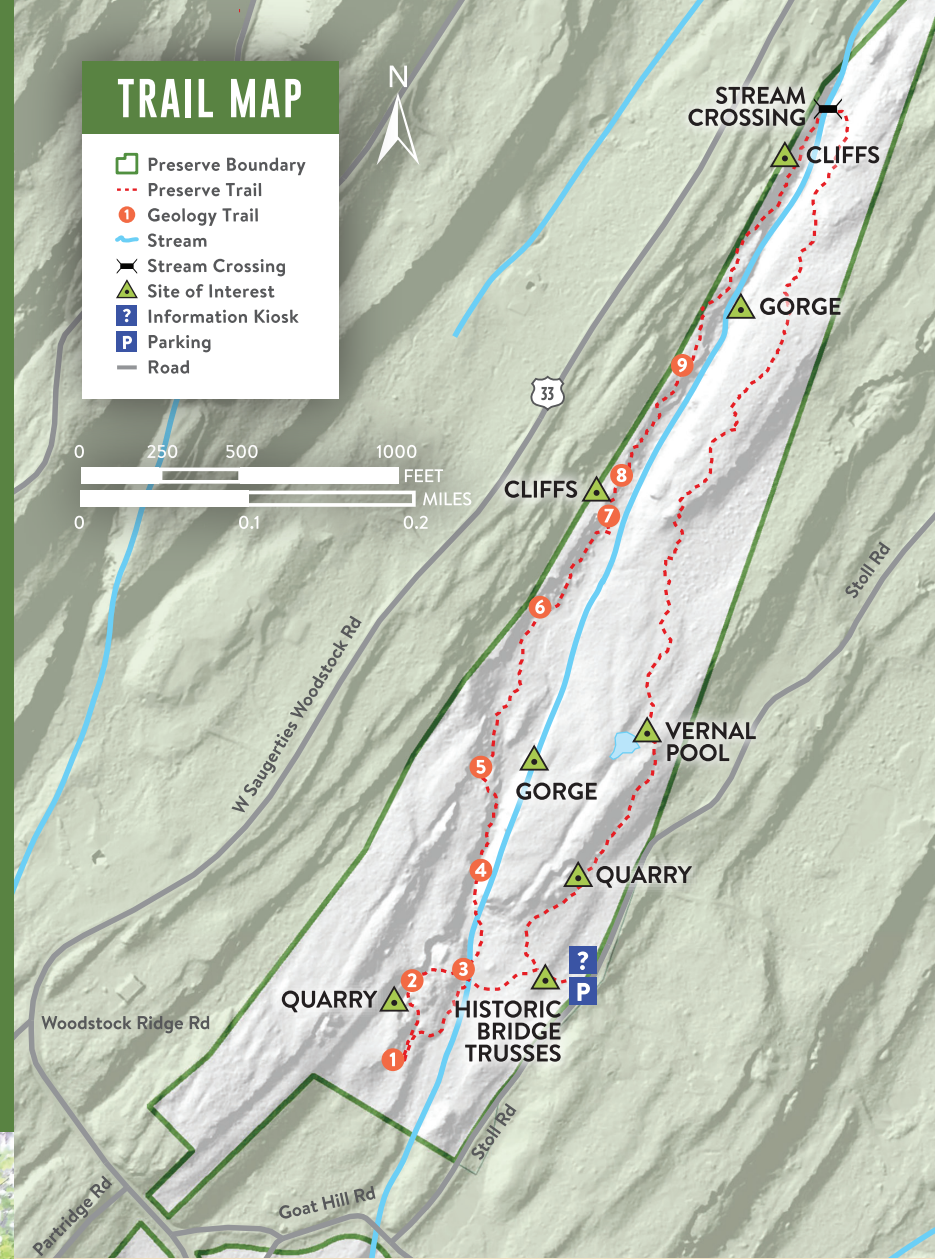 TRAIL MAP
1
Preserve Boundary
Preserve Trail
Geology Trail
Stream
Stream Crossing
Site of Interest
?
Information Kiosk
P
Parking
Road
N
0
250
500
1000
FEET
MILES
0
0.1
0.2
STREAM
CROSSING
CLIFFS
GORGE
33
9
8
CLIFFS
7
6
Stoll Rd
W Saugerties Woodstock Rd
VERNAL
POOL
5
GORGE
4
QUARRY
3
2
?
P
QUARRY
HISTORIC
BRIDGE
TRUSSES
1
Woodstock Ridge Rd
Stoll Rd
Goat Hill Rd
Partridge Rd